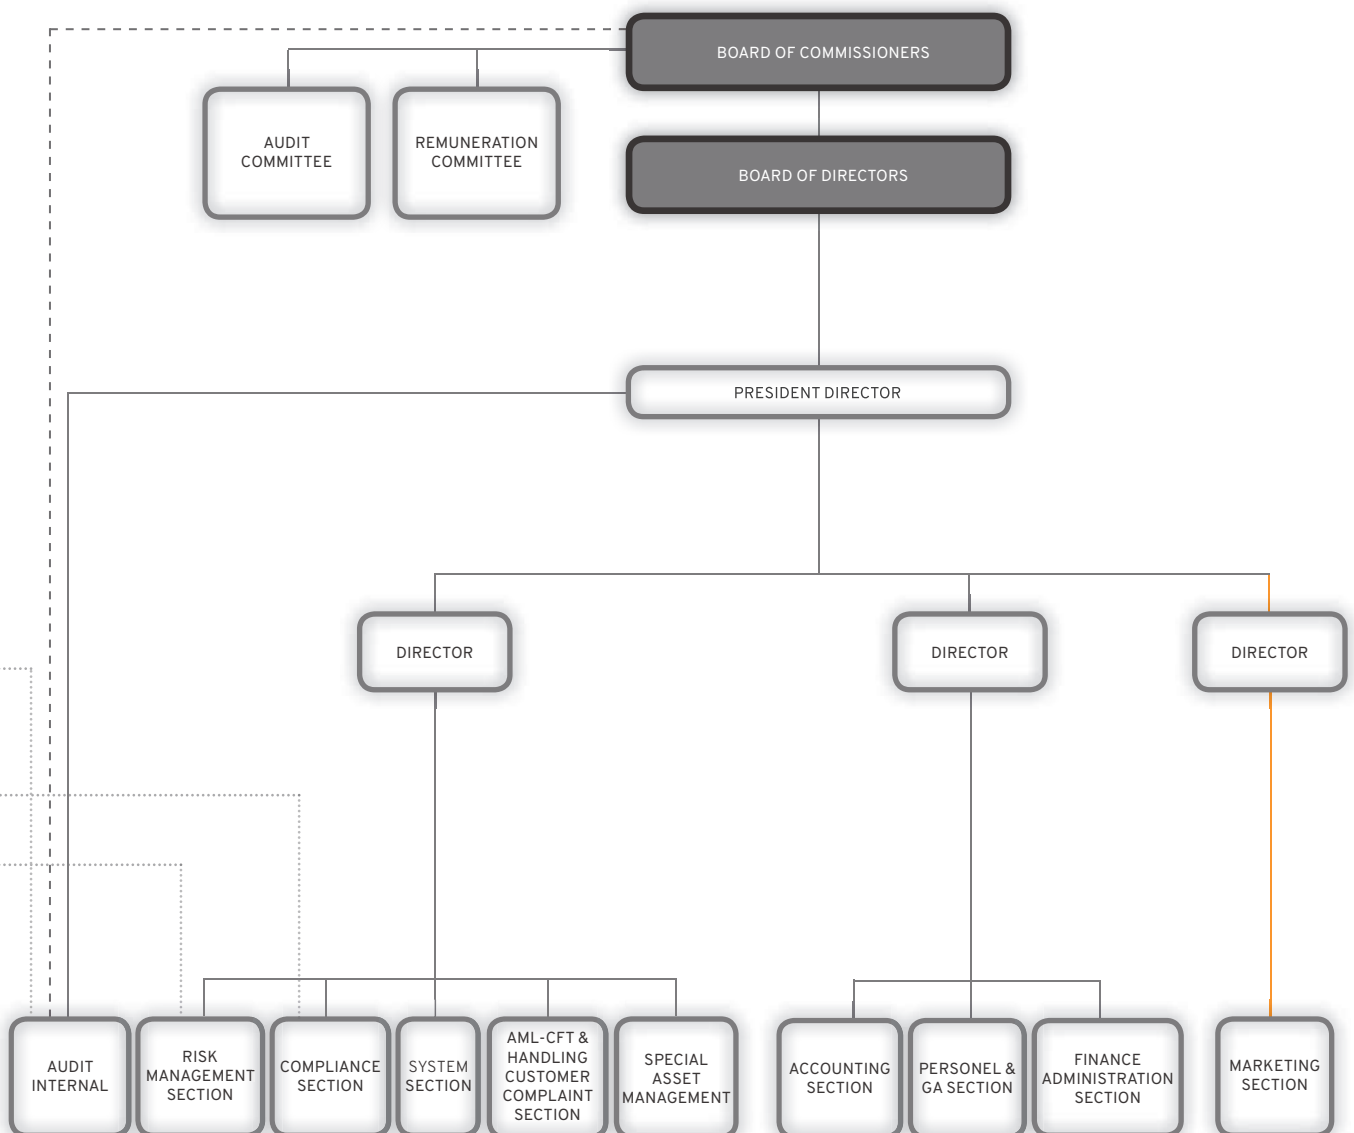 BOARD OF COMMISSIONERS
AUDIT
COMMITTEE
REMUNERATION
COMMITTEE
BOARD OF DIRECTORS
PRESIDENT DIRECTOR
DIRECTOR
DIRECTOR
DIRECTOR
AUDIT
INTERNAL
RISK
MANAGEMENT
SECTION
COMPLIANCE
SECTION
SYSTEM
SECTION
AML-CFT &
HANDLING
CUSTOMER
COMPLAINT
SECTION
SPECIAL
ASSET
MANAGEMENT
ACCOUNTING
SECTION
PERSONEL &
GA SECTION
FINANCE
ADMINISTRATION
SECTION
MARKETING
SECTION